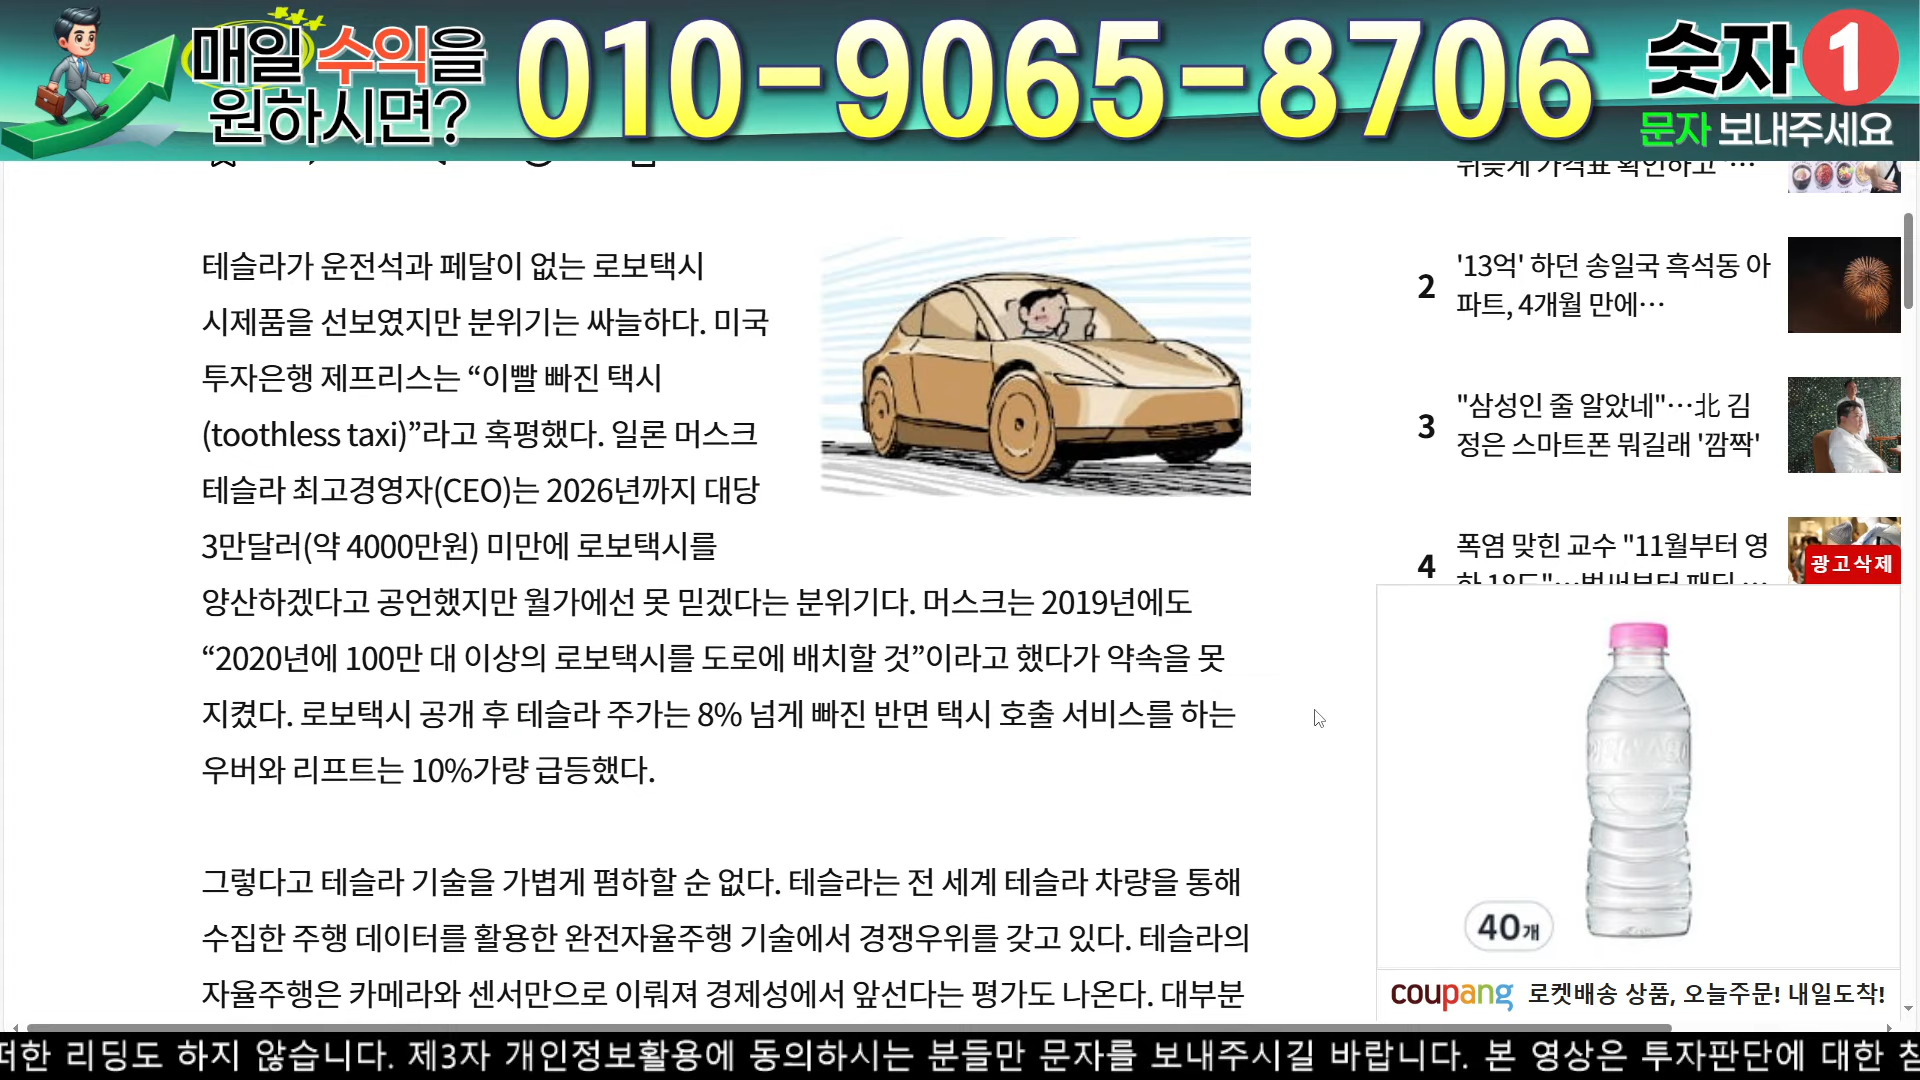 매일 수익을
원하시면?
010-9065-8706
숫자 1
문자 보내주세요
테슬라가 운전석과 페달이 없는 로보택시
시제품을 선보였지만 분위기는 싸늘하다. 미국
투자은행 제프리스는 “이빨 빠진 택시
(toothless taxi)”라고 혹평했다. 일론 머스크
테슬라 최고경영자(CEO)는 2026년까지 대당
3만달러(약 4000만원) 미만에 로보택시를
양산하겠다고 공언했지만 월가에선 못 믿겠다는 분위기다. 머스크는 2019년에도
“2020년에 100만 대 이상의 로보택시를 도로에 배치할 것”이라고 했다가 약속을 못
지켰다. 로보택시 공개 후 테슬라 주가는 8% 넘게 빠진 반면 택시 호출 서비스를 하는
우버와 리프트는 10%가량 급등했다.
그렇다고 테슬라 기술을 가볍게 폄하할 순 없다. 테슬라는 전 세계 테슬라 차량을 통해
수집한 주행 데이터를 활용한 완전자율주행 기술에서 경쟁우위를 갖고 있다. 테슬라의
자율주행은 카메라와 센서만으로 이뤄져 경제성에서 앞선다는 평가도 나온다. 대부분
뒤늦게 가격표 확인하고 '…
2 '13억' 하던 송일국 흑석동 아
파트, 4개월 만에…
3 "삼성인 줄 알았네"…北 김
정은 스마트폰 뭐길래 '깜짝'
4 폭염 맞힌 교수 "11월부터 영
하 18도"…벌써부터 패딩 …
광고삭제
40개
coupang 로켓배송 상품, 오늘주문! 내일도착!
한 리딩도 하지 않습니다. 제3자 개인정보활용에 동의하시는 분들만 문자를 보내주시길 바랍니다. 본 영상은 투자판단에 대한